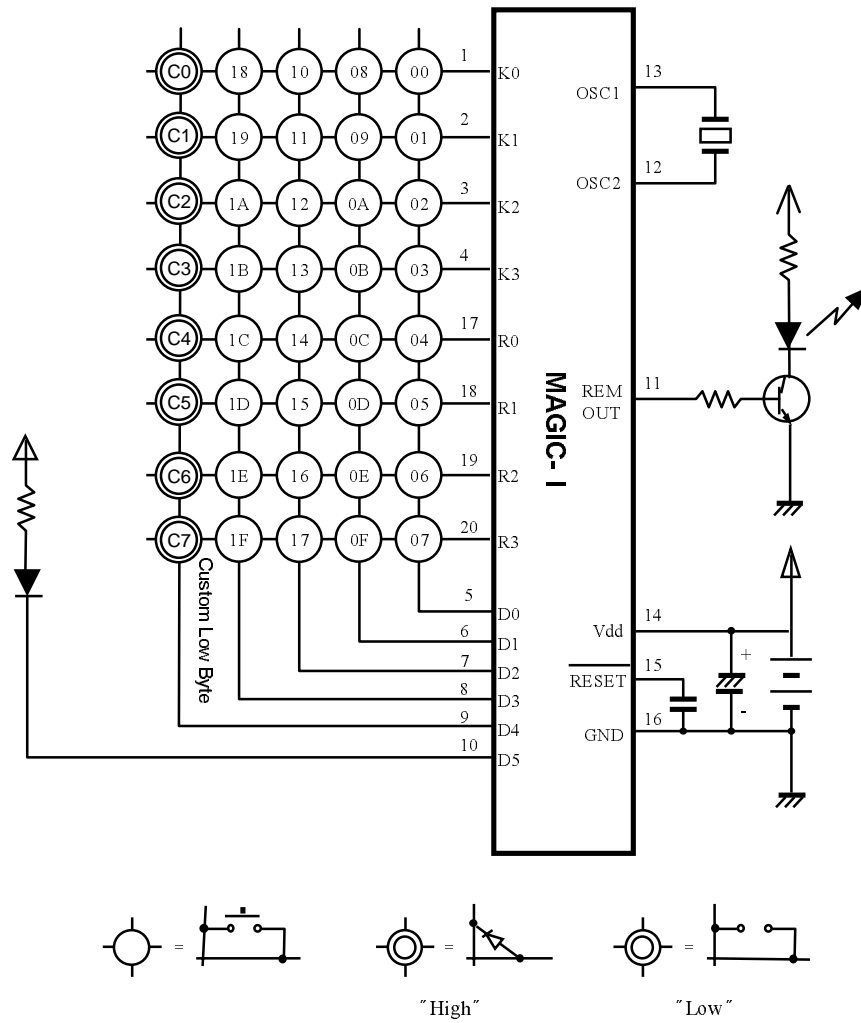 C0 18 10 08 00 1 K0
C1 19 11 09 01 2 K1
C2 1A 12 0A 02 3 K2
C3 1B 13 0B 03 4 K3
C4 1C 14 0C 04 17 R0
C5 1D 15 0D 05 18 R1
C6 1E 16 0E 06 19 R2
C7 1F 17 0F 07 20 R3
Custom Low Byte
5 D0
6 D1
7 D2
8 D3
9 D4
10 D5
MAGIC- I
13
OSC1
12
OSC2
REM 11
OUT
Vdd 14
+
15
RESET
-
16
GND
=
=
=
"High"
"Low"